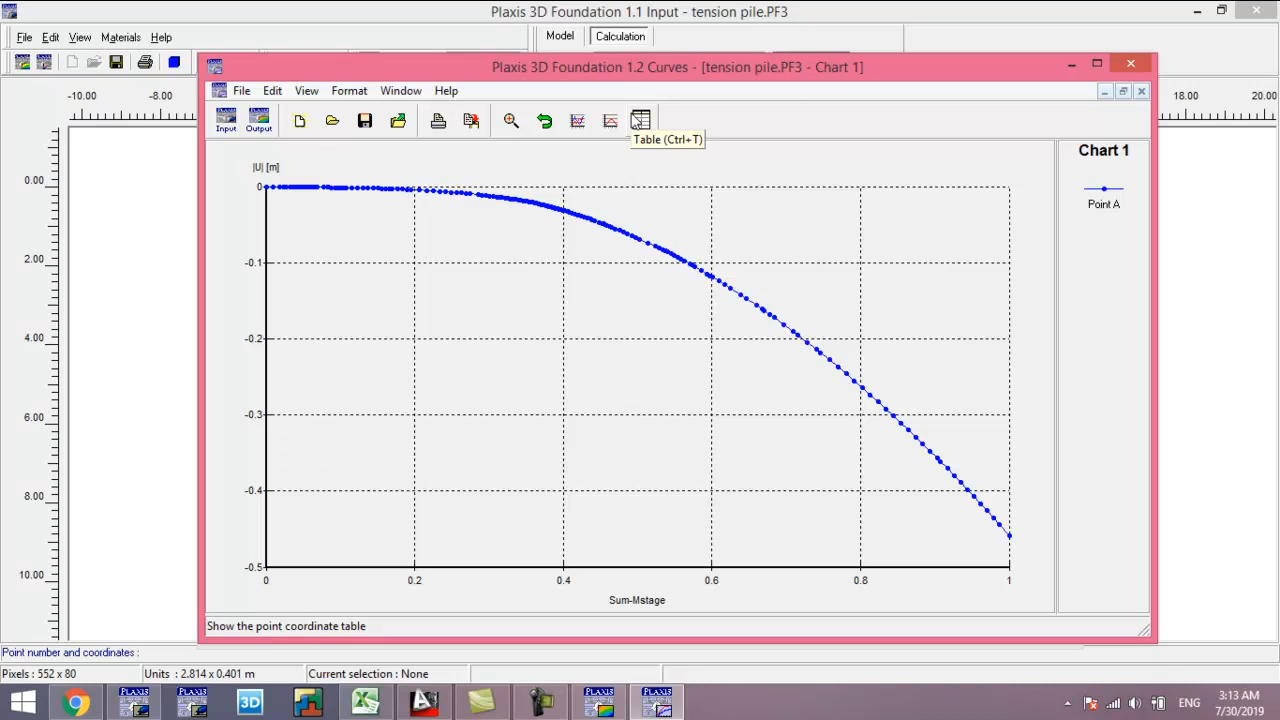 Plaxis 3D Foundation 1.1 Input - tension pile.PF3
File Edit View Materials Help
Model Calculation
Plaxis 3D Foundation 1.2 Curves - [tension pile.PF3 - Chart 1]
File Edit View Format Window Help
Input Output
Table (Ctrl+T)
-10.00 -8.00 18.00 20.00
0.00
2.00
4.00
6.00
8.00
10.00
Chart 1
Point A
|U| [m]
0
-0.1
-0.2
-0.3
-0.4
-0.5
0 0.2 0.4 0.6 0.8 1
Sum-Mstage
Show the point coordinate table
Point number and coordinates :
Pixels : 552 x 80 Units : 2.814 x 0.401 m Current selection : None
PLAXIS PLAXIS 3D PLAXIS PLAXIS
ENG
3:13 AM
7/30/2019